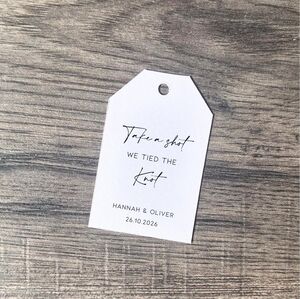 Take a shot
WE TIED THE
Knot
HANNAH & OLIVER
26.10.2026